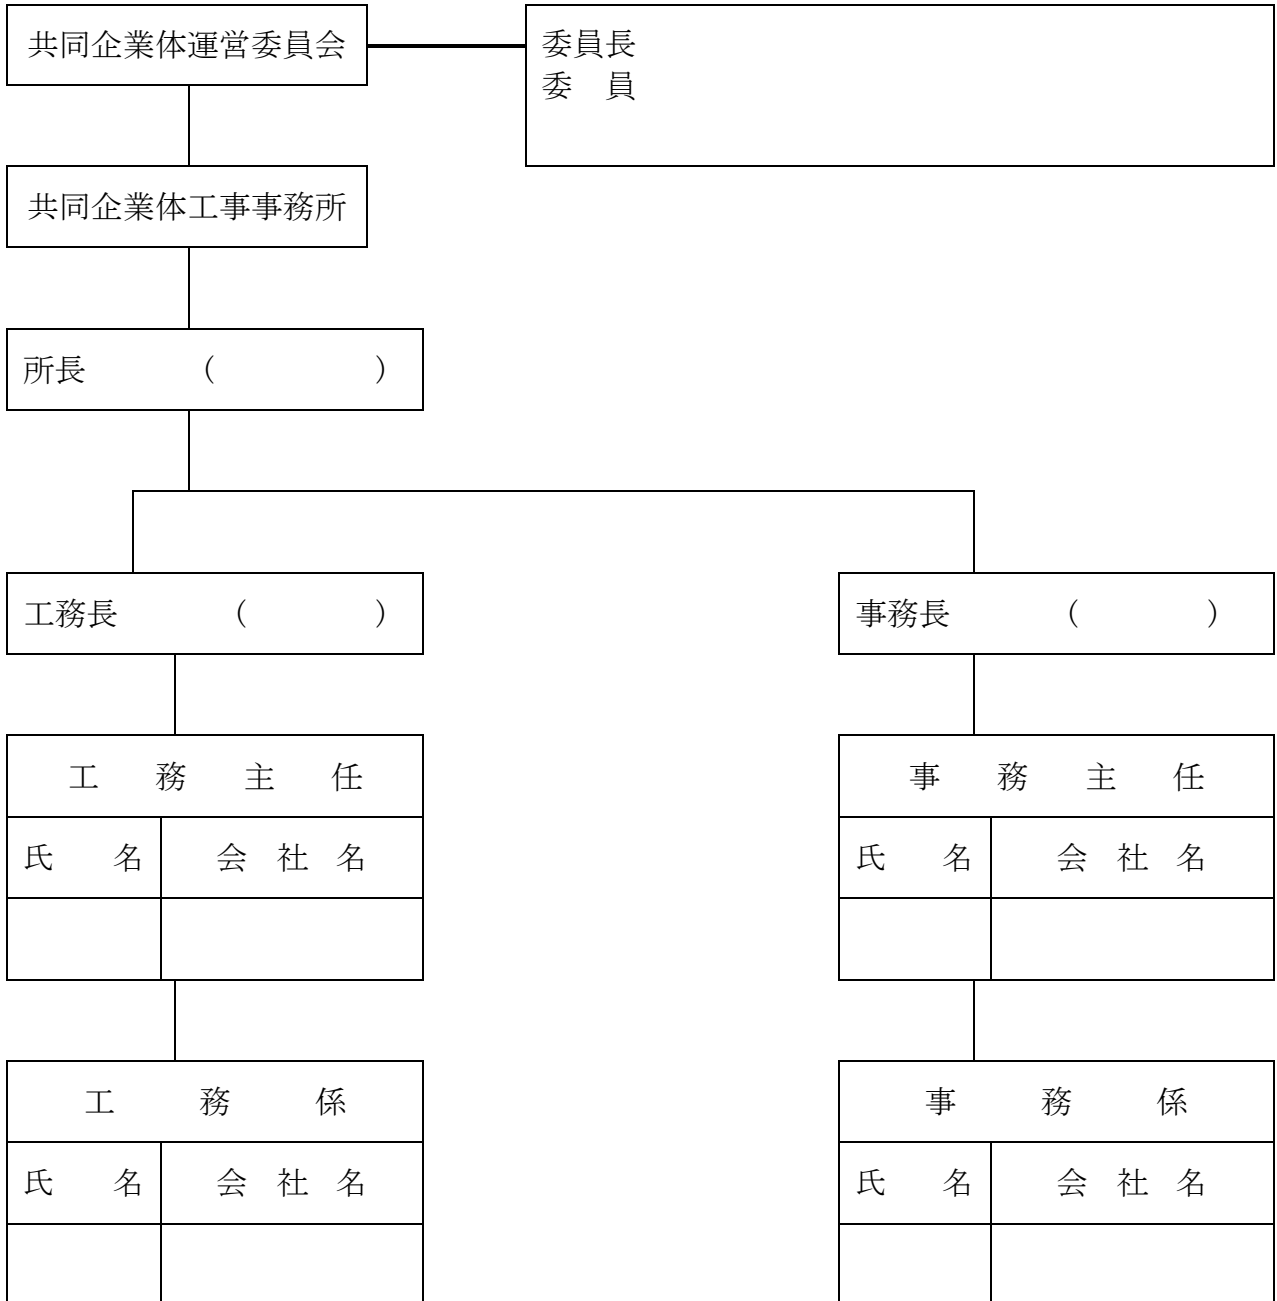 共同企業体運営委員会
委員長
委　員
共同企業体工事事務所
所長　　　　（　　　　　）
工務長　　　　（　　　　）
事務長　　　　（　　　　）
工　務　主　任
事　務　主　任
氏　　名　会　社　名
氏　　名　会　社　名
工　　務　　係
事　　務　　係
氏　　名　会　社　名
氏　　名　会　社　名